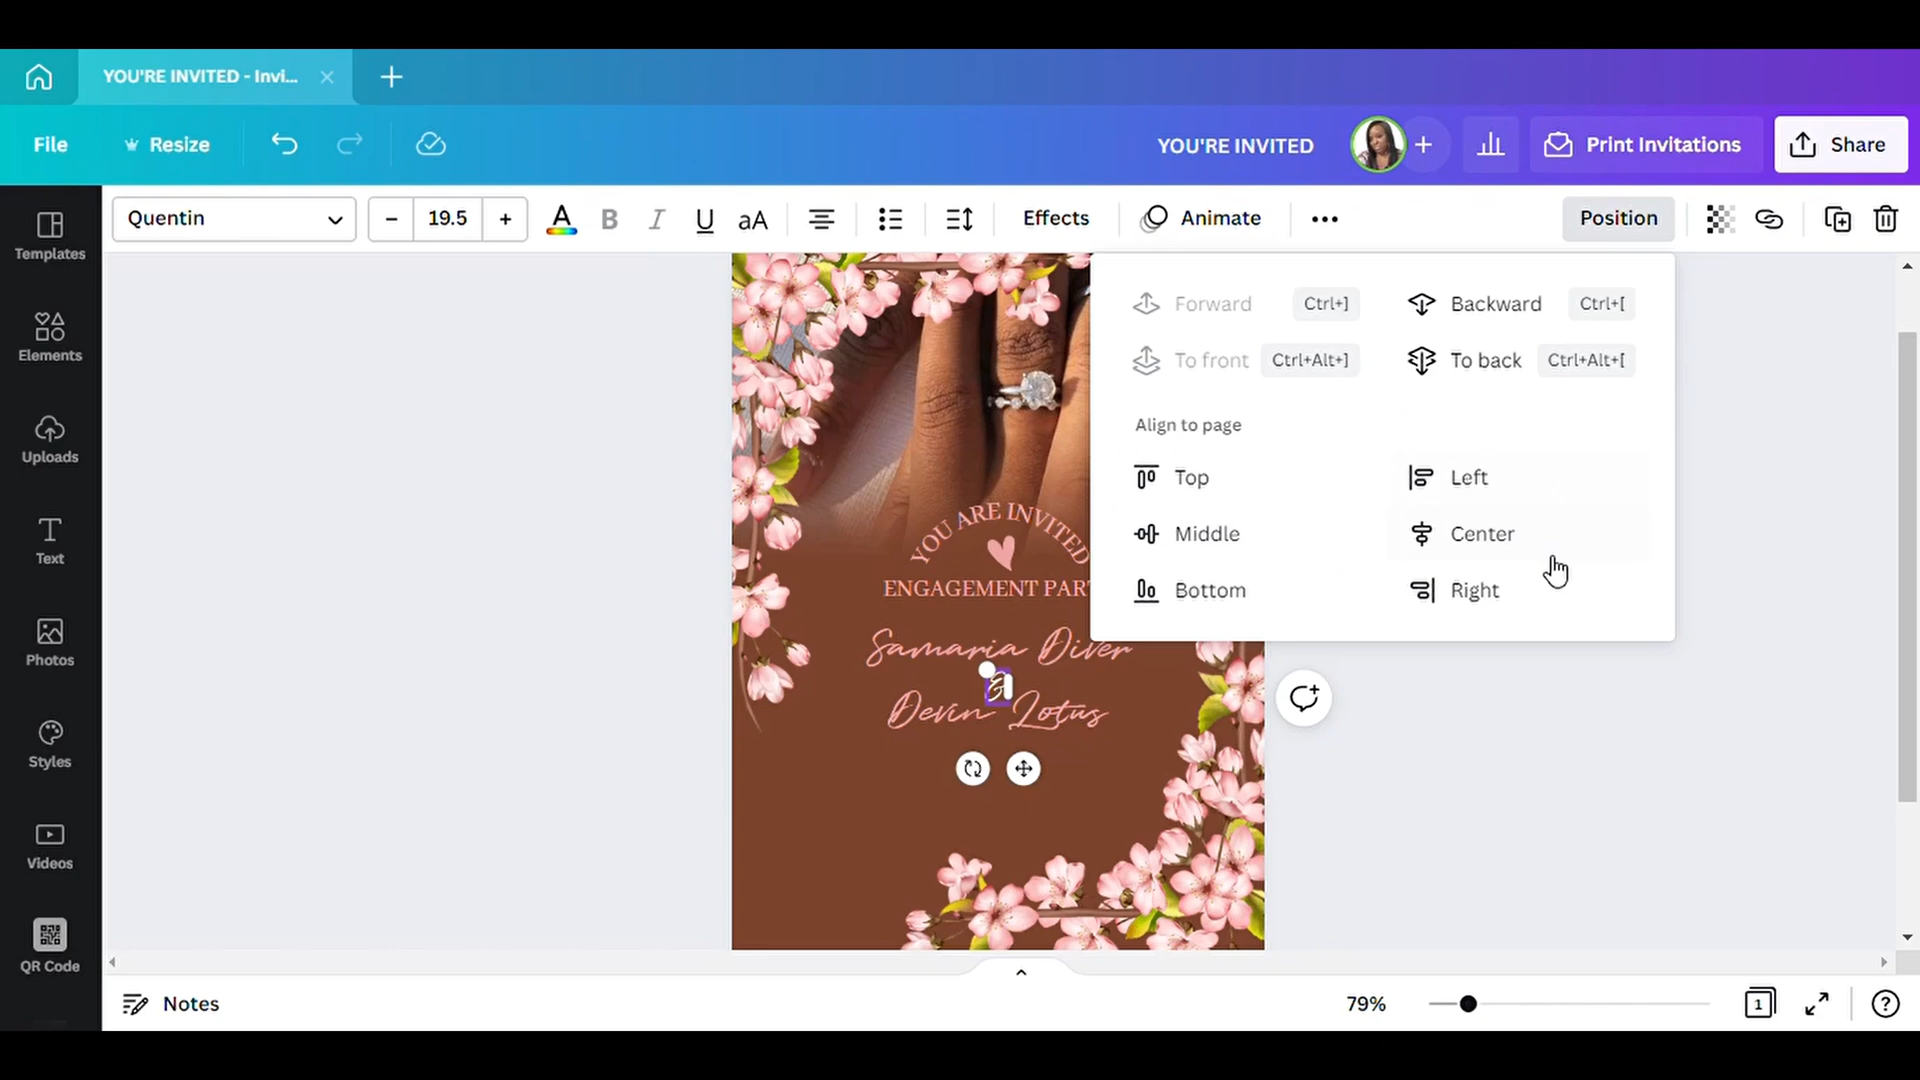 YOU'RE INVITED - Invi...
File
Resize
YOU'RE INVITED
Print Invitations
Share
Quentin
19.5
A
B
I
U
aA
Effects
Animate
Position
Templates
Elements
Uploads
Text
Photos
Styles
Videos
QR Code
Forward Ctrl+]
Backward Ctrl+[
To front Ctrl+Alt+]
To back Ctrl+Alt+[
Align to page
Top
Left
Middle
Center
Bottom
Right
YOU ARE INVITED
ENGAGEMENT PAR
Samaria Diver
&
Devin Lotus
Notes
79%
1
?